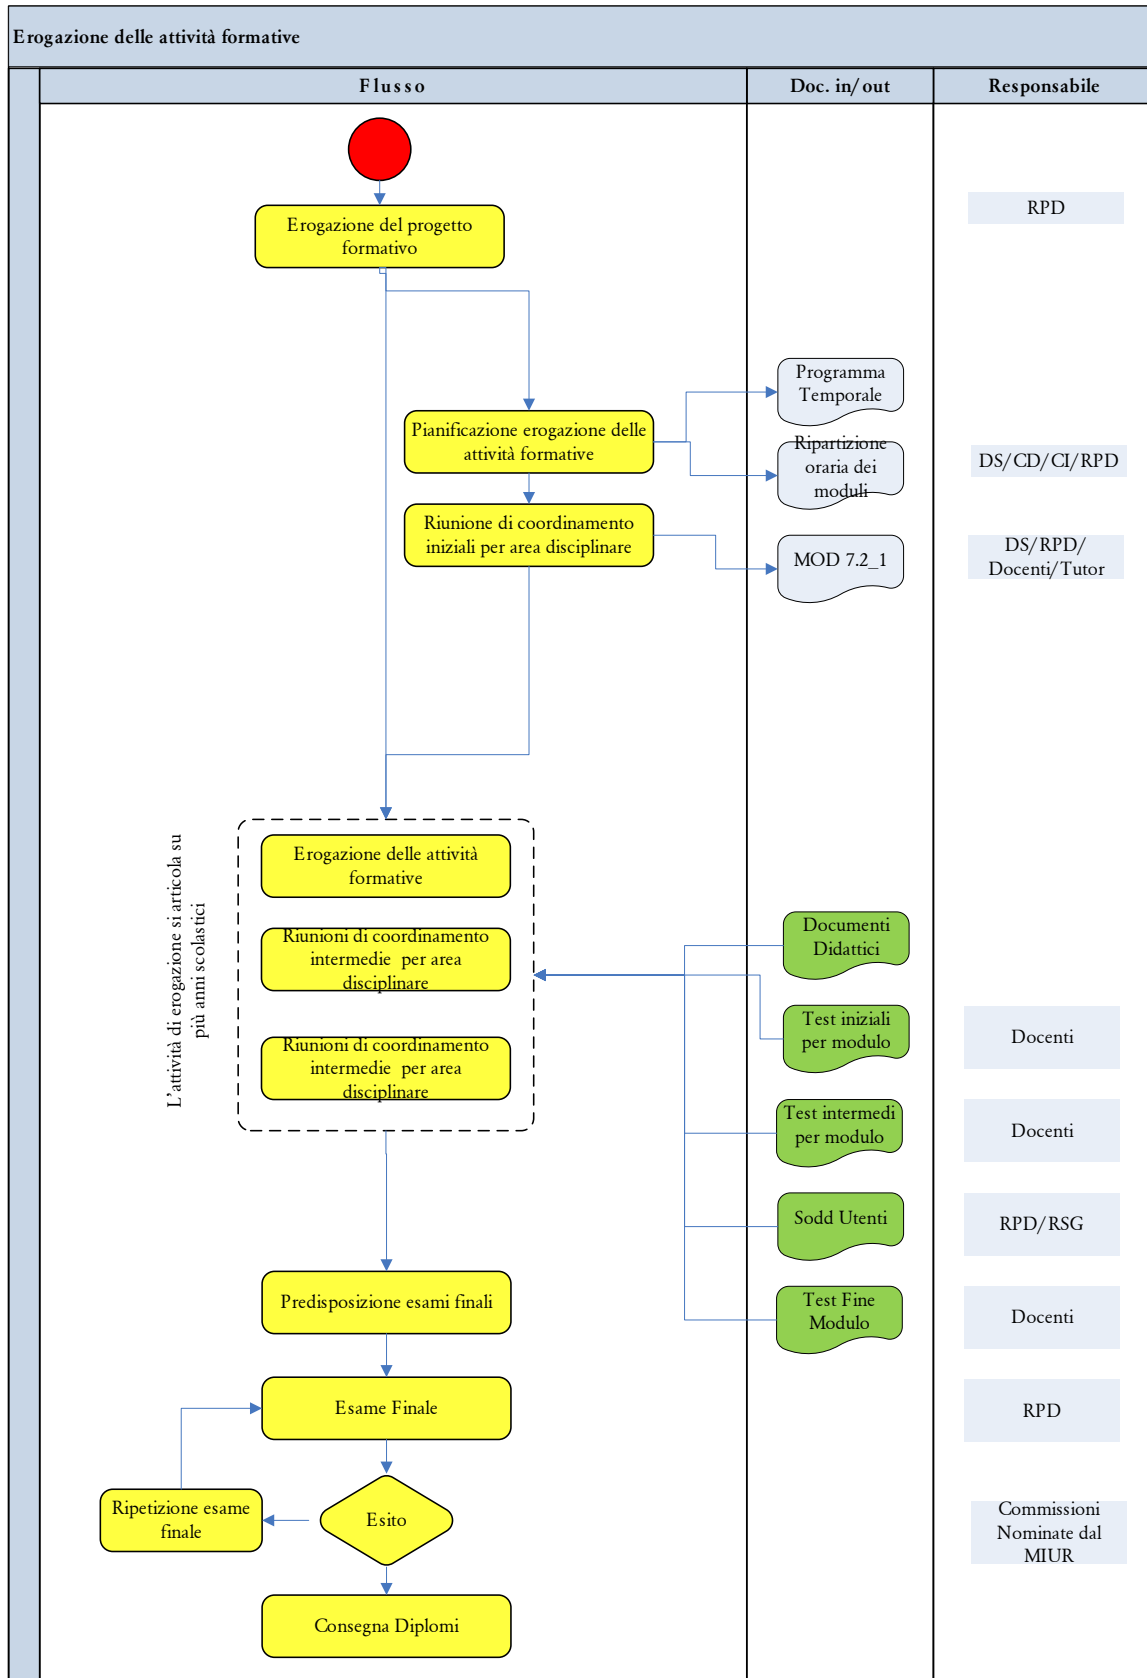 Erogazione delle attività formative
Flusso
Doc. in/out
Responsabile
Erogazione del progetto
formativo
RPD
Programma
Temporale
Pianificazione erogazione delle
attività formative
Ripartizione
oraria dei
moduli
DS/CD/CI/RPD
Riunione di coordinamento
iniziali per area disciplinare
MOD 7.2_1
DS/RPD/
Docenti/Tutor
L'attività di erogazione si articola su
più anni scolastici
Erogazione delle attività
formative
Riunioni di coordinamento
intermedie per area
disciplinare
Riunioni di coordinamento
intermedie per area
disciplinare
Documenti
Didattici
Test iniziali
per modulo
Docenti
Test intermedi
per modulo
Docenti
Sodd Utenti
RPD/RSG
Predisposizione esami finali
Test Fine
Modulo
Docenti
Esame Finale
RPD
Ripetizione esame
finale
Esito
Commissioni
Nominate dal
MIUR
Consegna Diplomi